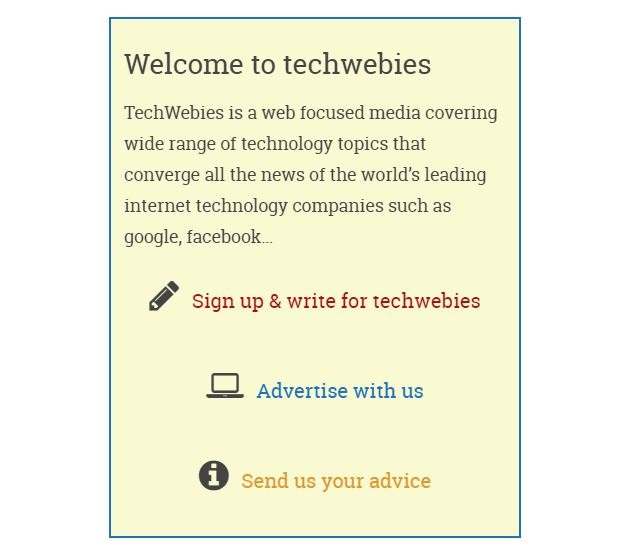 Welcome to techwebies
TechWebies is a web focused media covering
wide range of technology topics that
converge all the news of the world’s leading
internet technology companies such as
google, facebook...
Sign up & write for techwebies
Advertise with us
Send us your advice